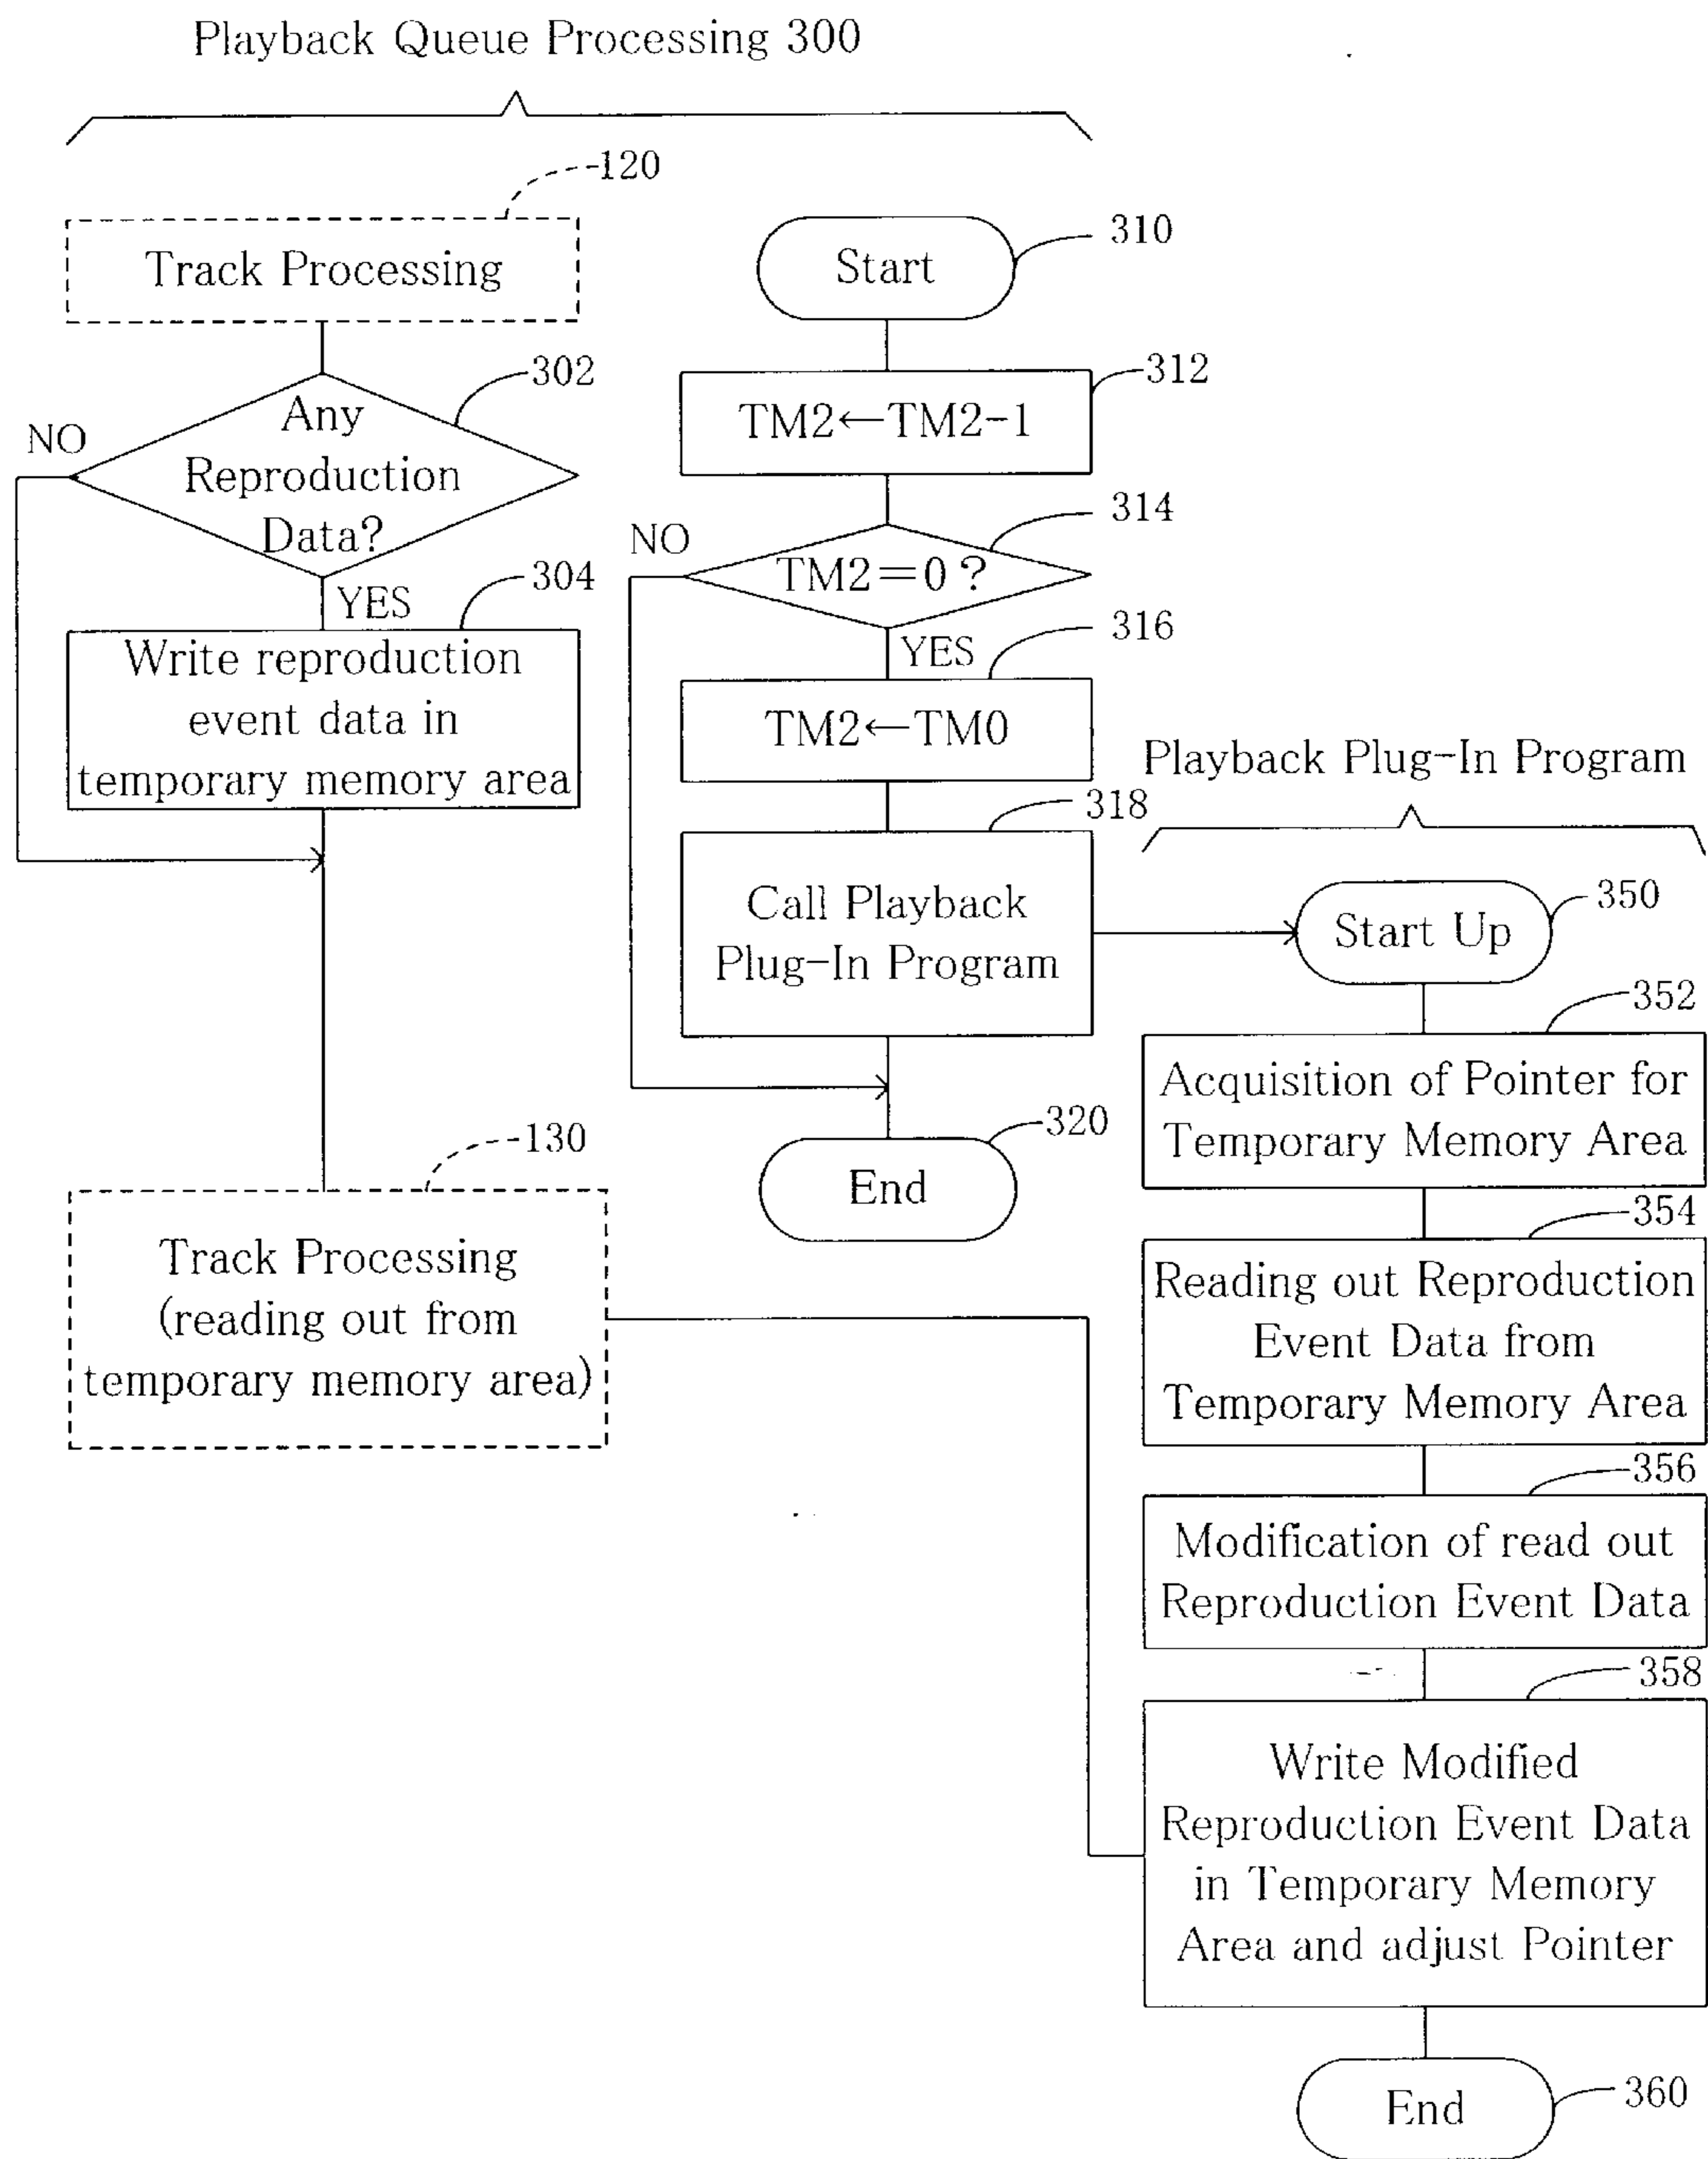 Playback Queue Processing 300
120
Track Processing
302
Any
Reproduction
Data?
NO
YES
304
Write reproduction
event data in
temporary memory area
130
Track Processing
(reading out from
temporary memory area)
310
Start
312
TM2←TM2-1
314
NO
TM2=0?
YES
316
TM2←TM0
318
Call Playback
Plug-In Program
320
End
Playback Plug-In Program
350
Start Up
352
Acquisition of Pointer for
Temporary Memory Area
354
Reading out Reproduction
Event Data from
Temporary Memory Area
356
Modification of read out
Reproduction Event Data
358
Write Modified
Reproduction Event Data
in Temporary Memory
Area and adjust Pointer
End
360